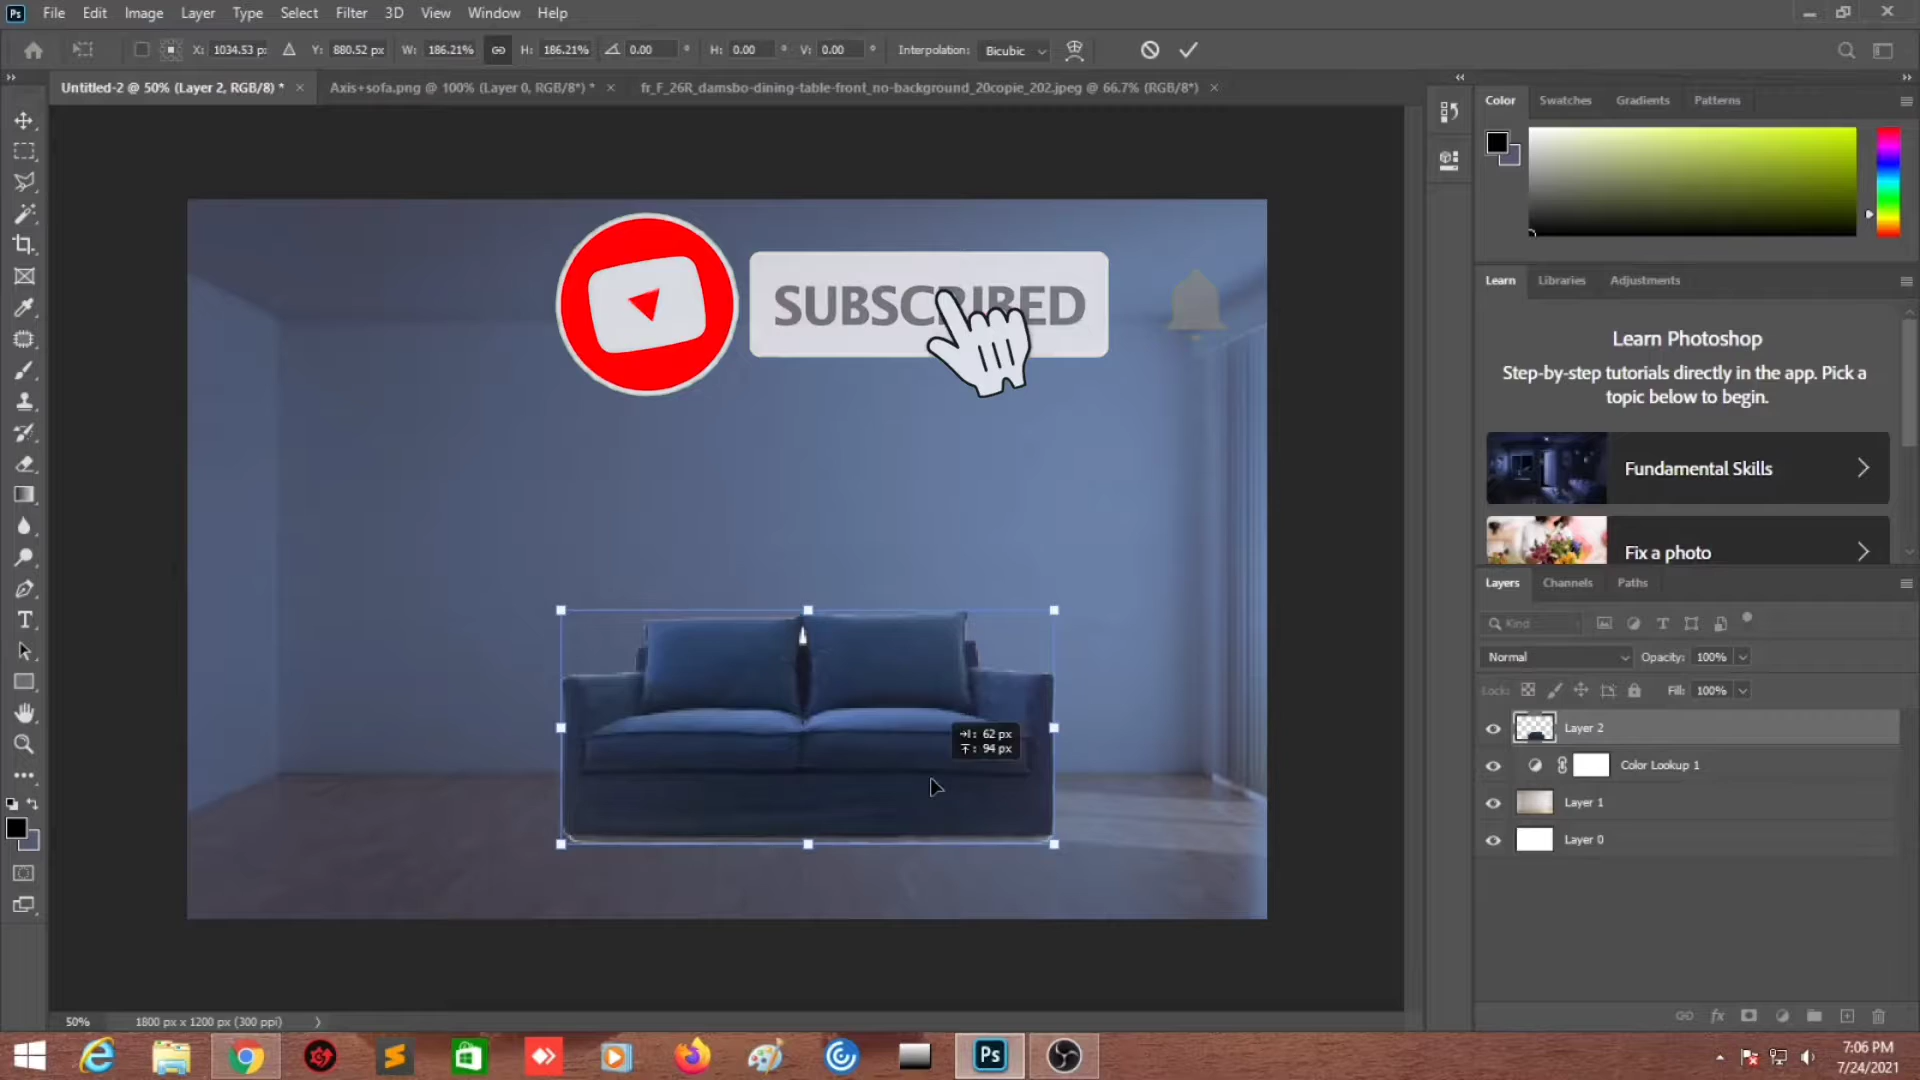 Ps File Edit Image Layer Type Select Filter 3D View Window Help
X: 1034.53 p: Y: 880.52 px W: 186.21% H: 186.21% 0.00 ° H: 0.00 ° V: 0.00 ° Interpolation: Bicubic
Untitled-2 @ 50% (Layer 2, RGB/8) * × Axis+sofa.png @ 100% (Layer 0, RGB/8*) * × fr_F_26R_damsbo-dining-table-front_no-background_20copie_202.jpeg @ 66.7% (RGB/8*) ×
Color Swatches Gradients Patterns
SUBSCRIBED
Learn Libraries Adjustments
Learn Photoshop
Step-by-step tutorials directly in the app. Pick a
topic below to begin.
Fundamental Skills
Fix a photo
Layers Channels Paths
Kind
Normal Opacity: 100%
Lock: Fill: 100%
Layer 2
Color Lookup 1
Layer 1
Layer 0
: 62 px
: 94 px
50% 1800 px x 1200 px (300 ppi)
Ps
7:06 PM
7/24/2021